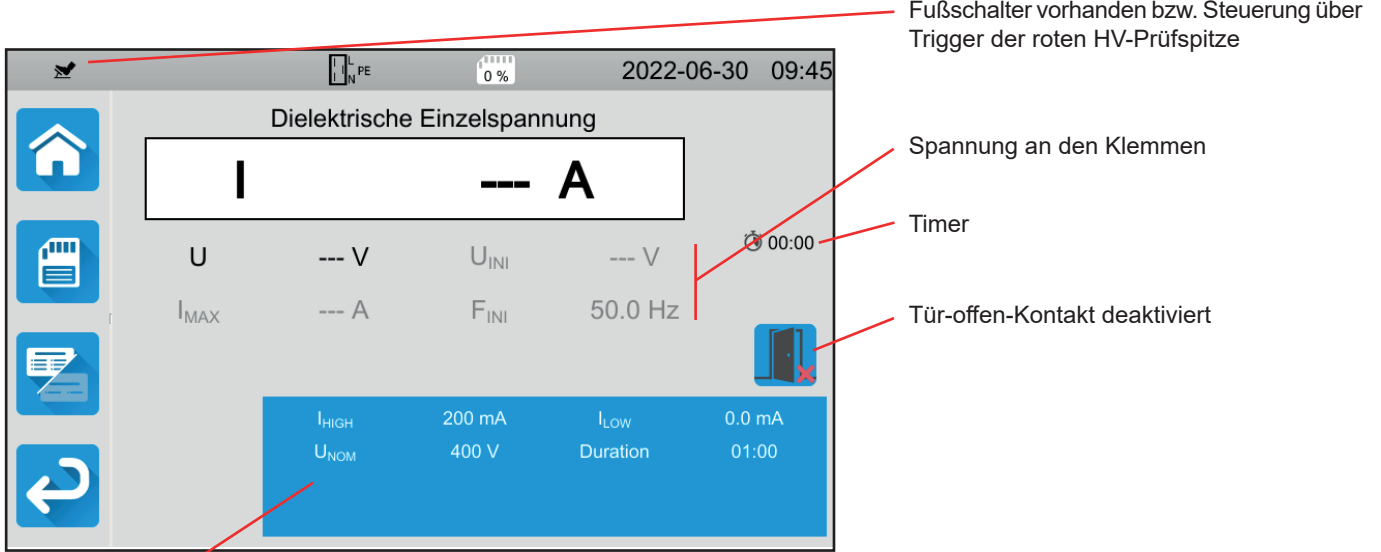 Fußschalter vorhanden bzw. Steuerung über
Trigger der roten HV-Prüfspitze
L
N PE
0 %
2022-06-30 09:45
Dielektrische Einzelspannung
I --- A
Spannung an den Klemmen
Timer
00:00
U --- V UINI --- V
IMAX --- A FINI 50.0 Hz
Tür-offen-Kontakt deaktiviert
IHIGH 200 mA ILOW 0.0 mA
UNOM 400 V Duration 01:00